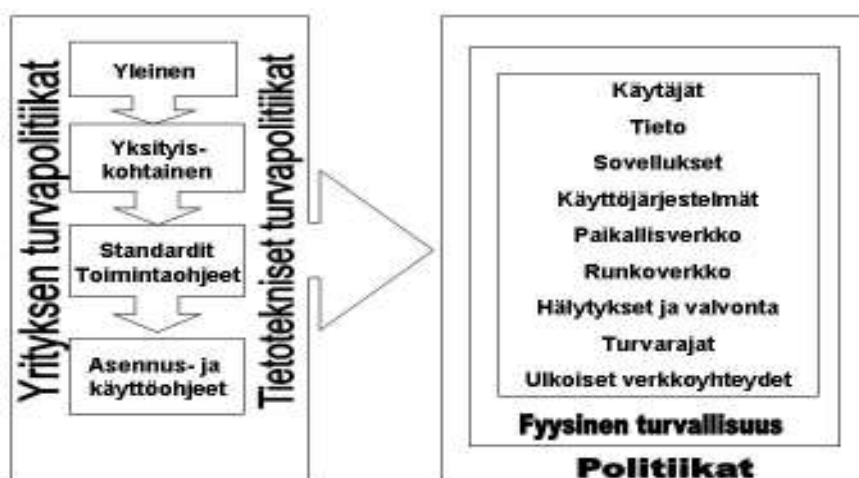 Yrityksen turvapolitiikat
Yleinen
Yksityis-
kohtainen
Standardit
Toimintaohjeet
Asennus- ja
käyttöohjeet
Tietotekniset turvapolitiikat
Käytäjät
Tieto
Sovellukset
Käyttöjärjestelmät
Paikallisverkko
Runkoverkko
Hälytykset ja valvonta
Turvarajat
Ulkoiset verkkoyhteydet
Fyysinen turvallisuus
Politiikat